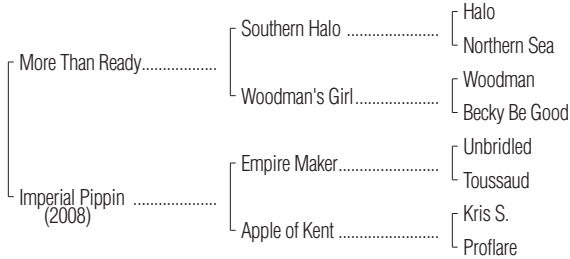 Halo
Southern Halo ....................
Northern Sea
More Than Ready..................
Woodman
Woodman's Girl..................
Becky Be Good
Unbridled
Empire Maker......................
Toussaud
Imperial Pippin ....................
(2008)
Kris S.
Apple of Kent ......................
Proflare